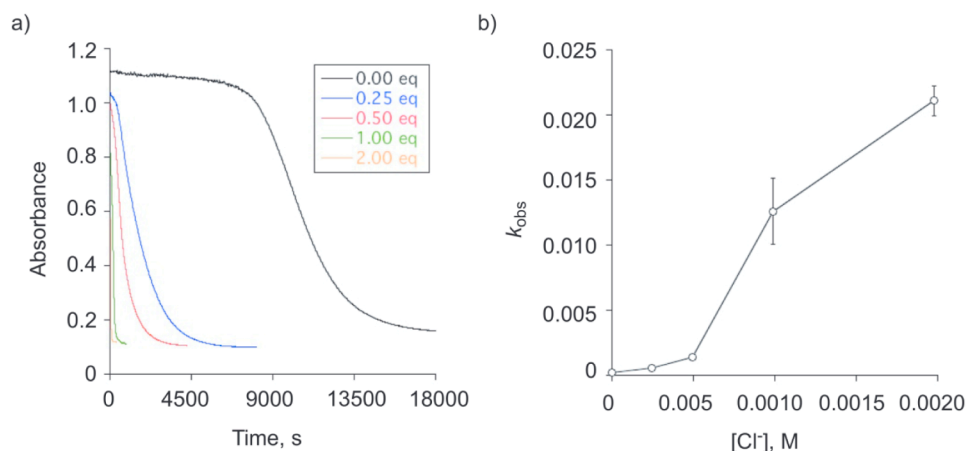 a)
1.2
1.0
0.8
0.6
0.4
0.2
0
Absorbance
0.00 eq
0.25 eq
0.50 eq
1.00 eq
2.00 eq
0 4500 9000 13500 18000
Time, s
b)
0.025
0.020
0.015
0.010
0.005
0
kobs
0 0.005 0.0010 0.0015 0.0020
[Cl-], M